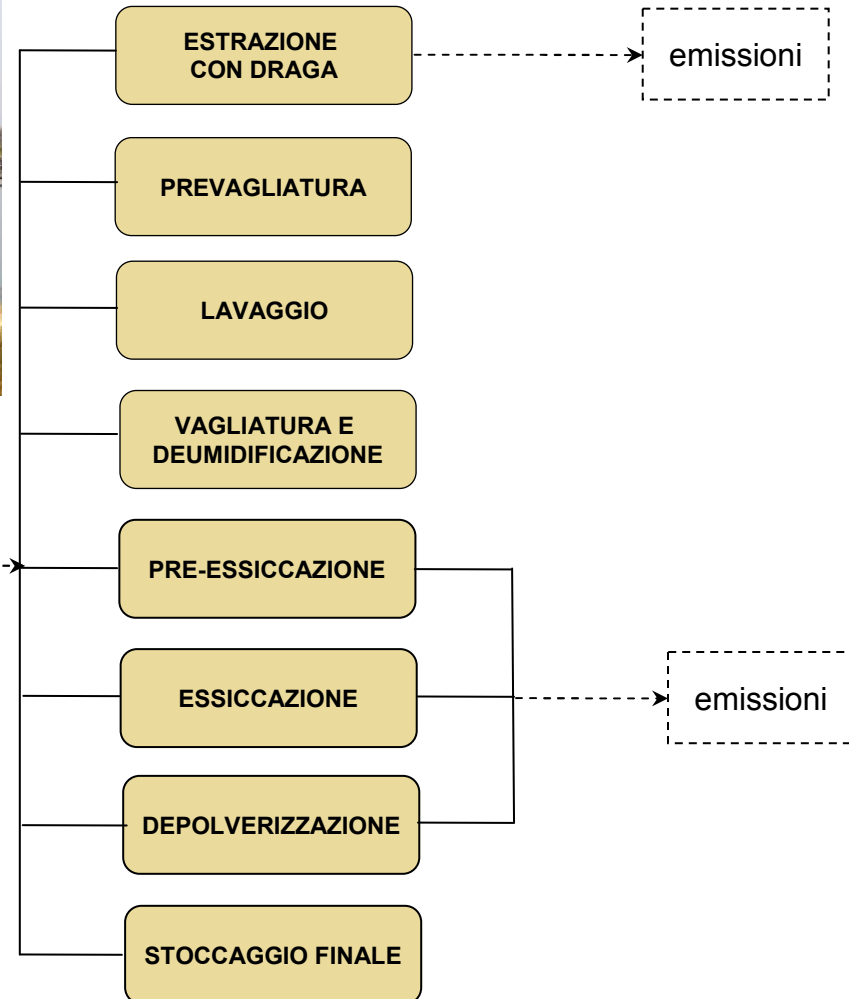 ESTRAZIONE
CON DRAGA
emissioni
PREVAGLIATURA
LAVAGGIO
VAGLIATURA E
DEUMIDIFICAZIONE
PRE-ESSICCAZIONE
ESSICCAZIONE
emissioni
DEPOLVERIZZAZIONE
STOCCAGGIO FINALE